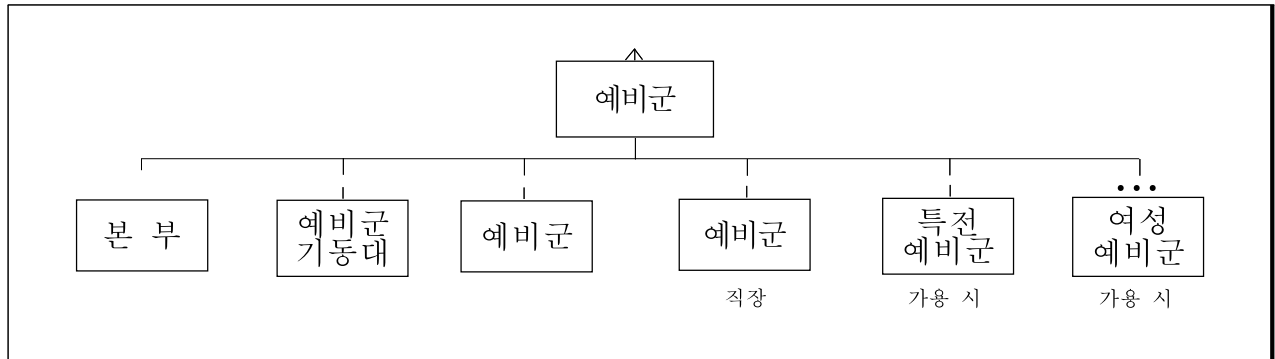 예비군
본 부
예비군
기동대
예비군
예비군
특전
예비군
여성
예비군
직장
가용 시
가용 시